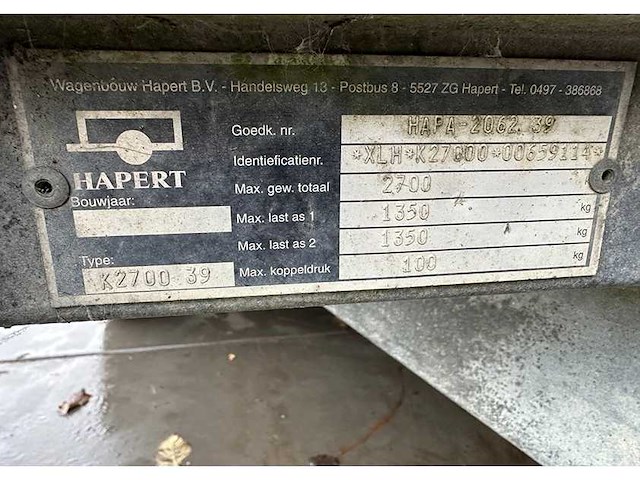 Wagenbouw Hapert B.V. - Handelsweg 13 - Postbus 8 - 5527 ZG Hapert - Tel. 0497 - 386868
HAPERT
Bouwjaar:
Type:
K2700 39
Goedk. nr. HAPA-2062.39
Identieficatienr. *XLH*K27000*00659114*
Max. gew. totaal 2700 k
Max. last as 1 1350 kg
Max. last as 2 1350 kg
Max. koppeldruk 100 kg